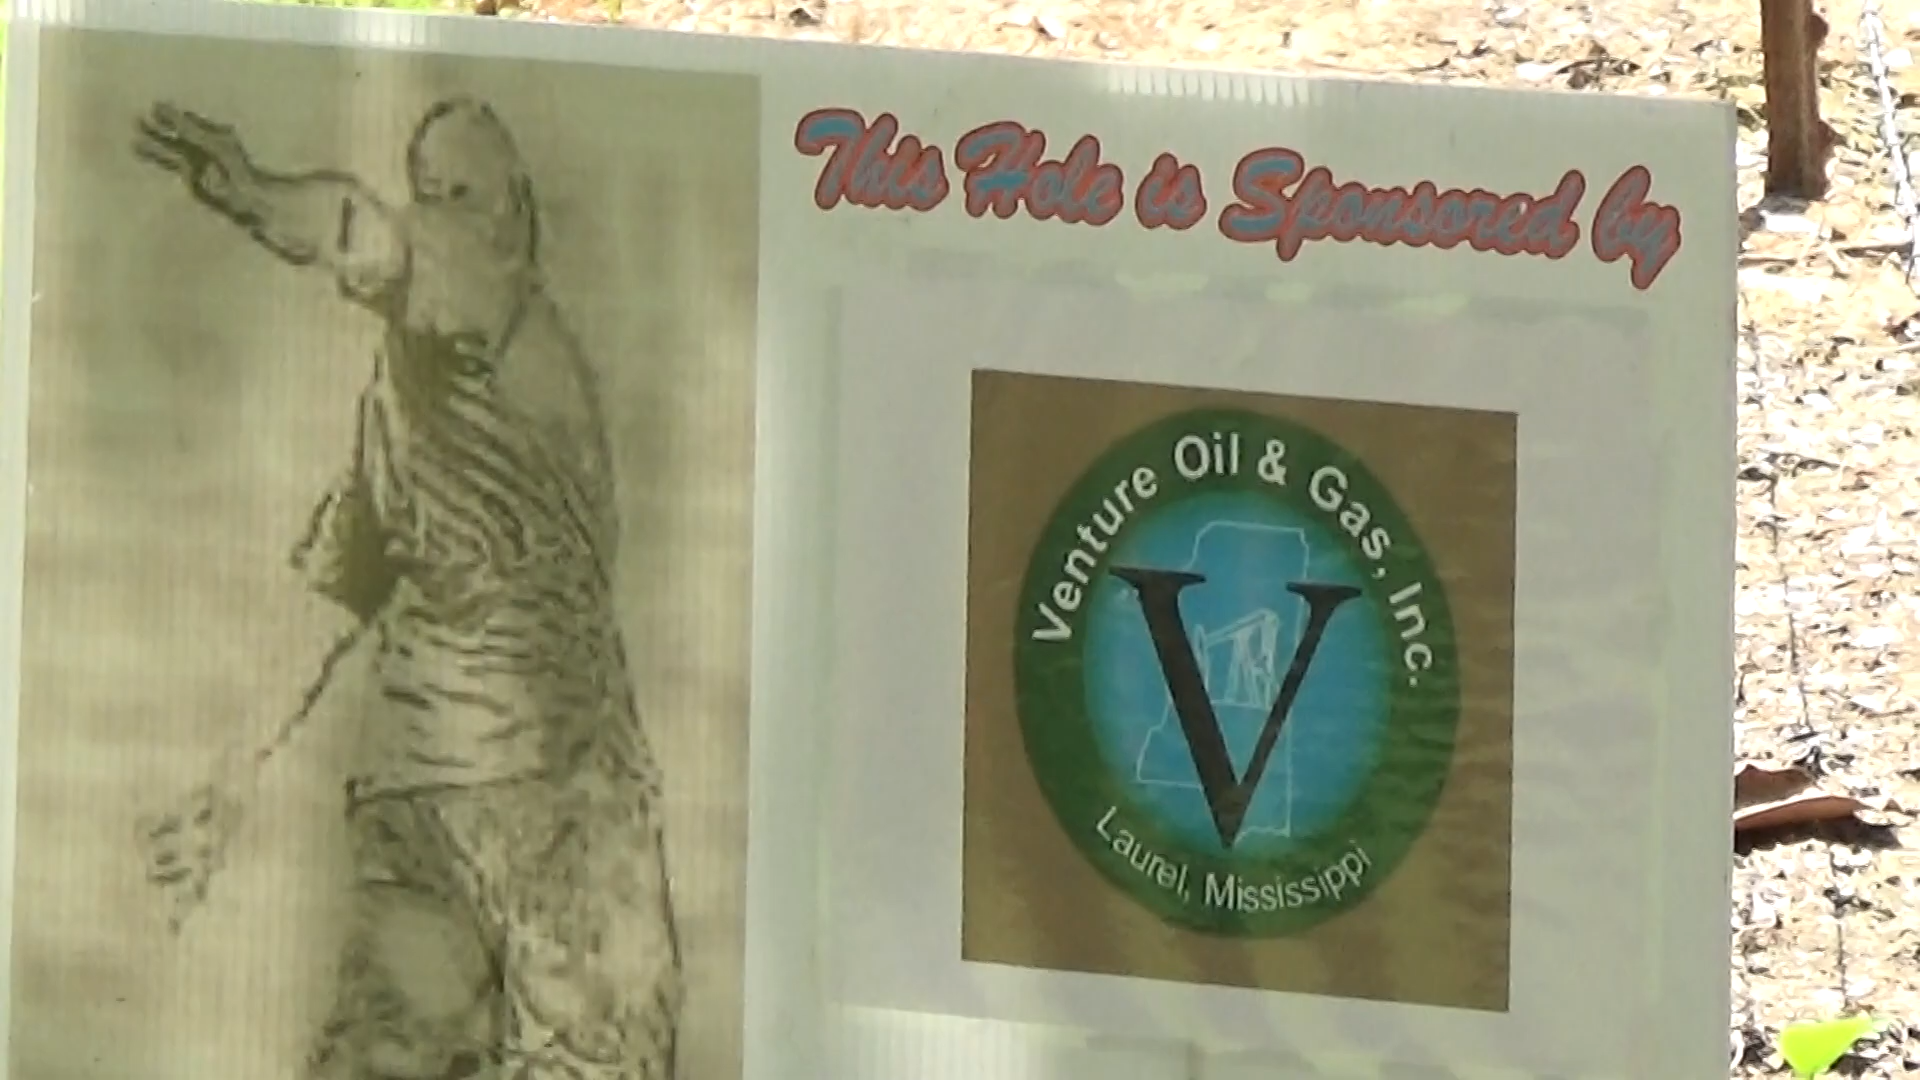 This Hole is Sponsored by
Venture Oil & Gas, Inc.
V
Laurel, Mississippi